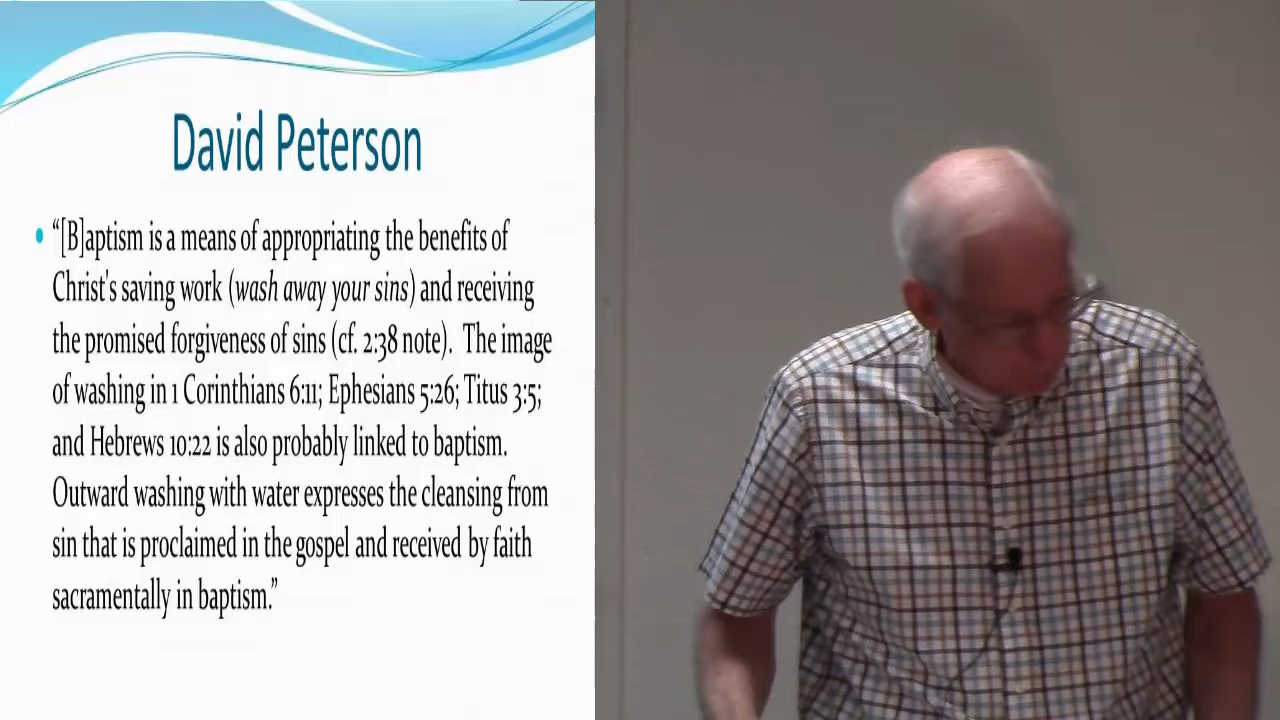 David Peterson
• “[B]aptism is a means of appropriating the benefits of
Christ's saving work (wash away your sins) and receiving
the promised forgiveness of sins (cf. 2:38 note).  The image
of washing in 1 Corinthians 6:11; Ephesians 5:26; Titus 3:5;
and Hebrews 10:22 is also probably linked to baptism.
Outward washing with water expresses the cleansing from
sin that is proclaimed in the gospel and received by faith
sacramentally in baptism.”